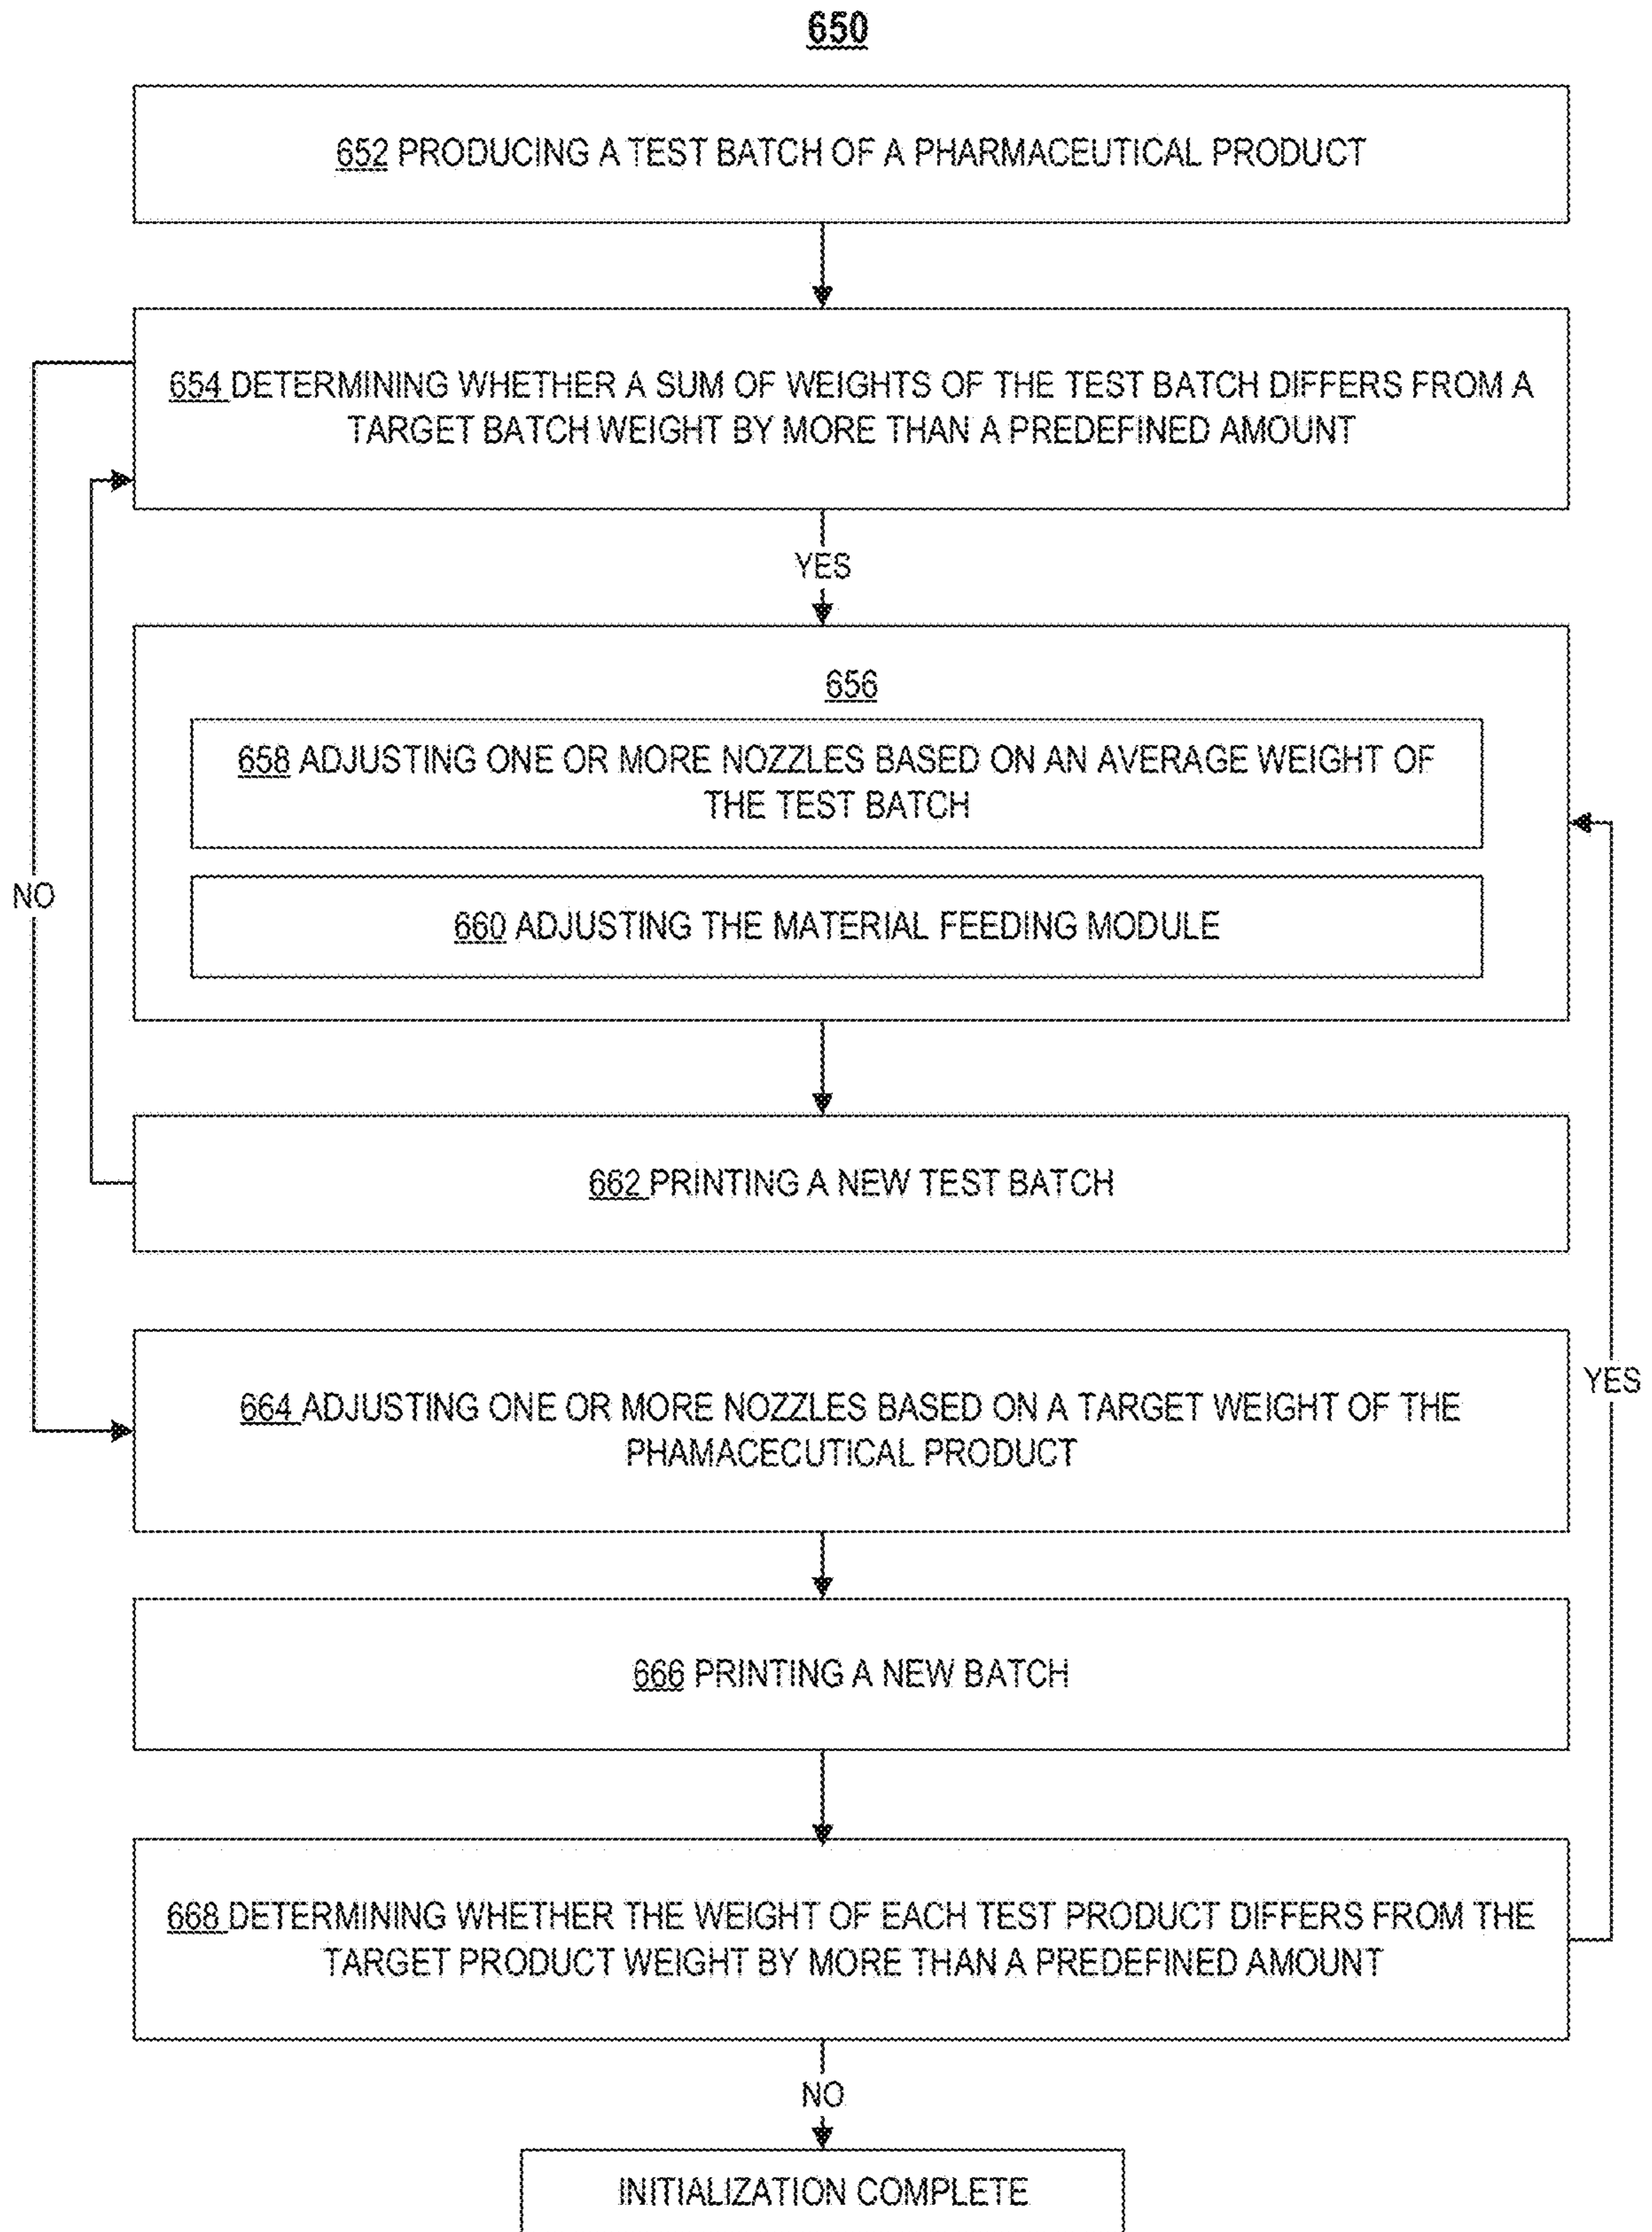 650
652 PRODUCING A TEST BATCH OF A PHARMACEUTICAL PRODUCT
654 DETERMINING WHETHER A SUM OF WEIGHTS OF THE TEST BATCH DIFFERS FROM A
TARGET BATCH WEIGHT BY MORE THAN A PREDEFINED AMOUNT
YES
656
658 ADJUSTING ONE OR MORE NOZZLES BASED ON AN AVERAGE WEIGHT OF
THE TEST BATCH
NO
660 ADJUSTING THE MATERIAL FEEDING MODULE
662 PRINTING A NEW TEST BATCH
YES
664 ADJUSTING ONE OR MORE NOZZLES BASED ON A TARGET WEIGHT OF THE
PHAMACECUTICAL PRODUCT
666 PRINTING A NEW BATCH
668 DETERMINING WHETHER THE WEIGHT OF EACH TEST PRODUCT DIFFERS FROM THE
TARGET PRODUCT WEIGHT BY MORE THAN A PREDEFINED AMOUNT
NO
INITIALIZATION COMPLETE